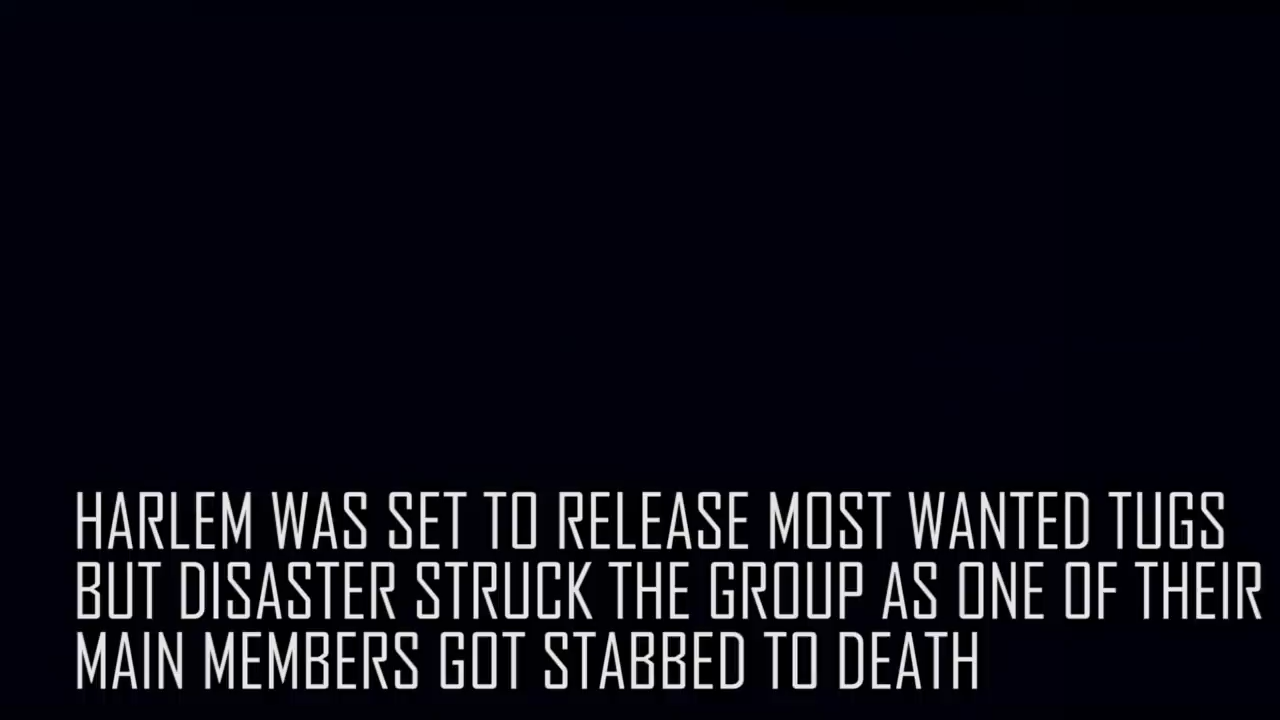 HARLEM WAS SET TO RELEASE MOST WANTED TUGS
BUT DISASTER STRUCK THE GROUP AS ONE OF THEIR
MAIN MEMBERS GOT STABBED TO DEATH